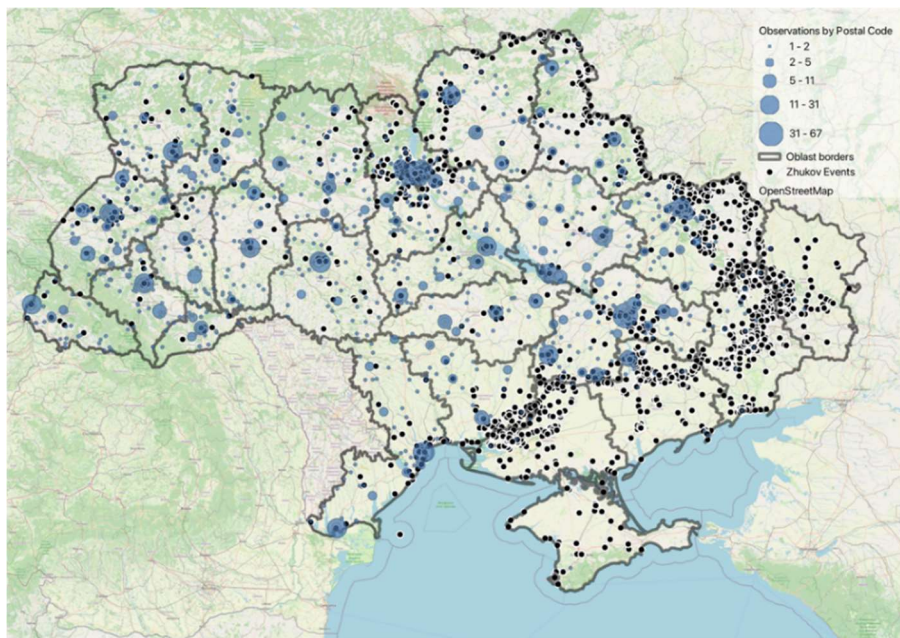 Observations by Postal Code
1 - 2
2 - 5
5 - 11
11 - 31
31 - 67
Oblast borders
Zhukov Events
OpenStreetMap